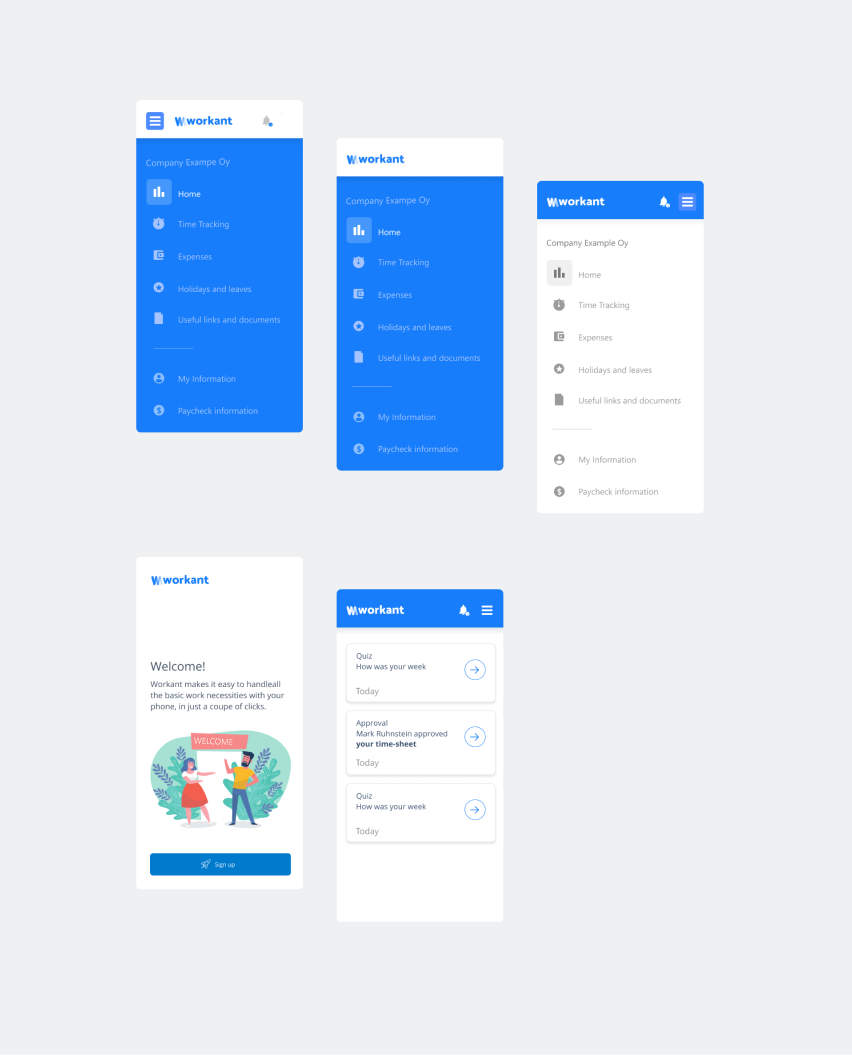 workant
Company Exampe Oy
Home
Time Tracking
Expenses
Holidays and leaves
Useful links and documents
My Information
Paycheck information
workant
Company Exampe Oy
Home
Time Tracking
Expenses
Holidays and leaves
Useful links and documents
My Information
Paycheck information
workant
Company Example Oy
Home
Time Tracking
Expenses
Holidays and leaves
Useful links and documents
My Information
Paycheck information
workant
Welcome!
Workant makes it easy to handleall
the basic work necessities with your
phone, in just a coupe of clicks.
WELCOME
Sign up
workant
Quiz
How was your week
Today
Approval
Mark Ruhnstein approved
your time-sheet
Today
Quiz
How was your week
Today